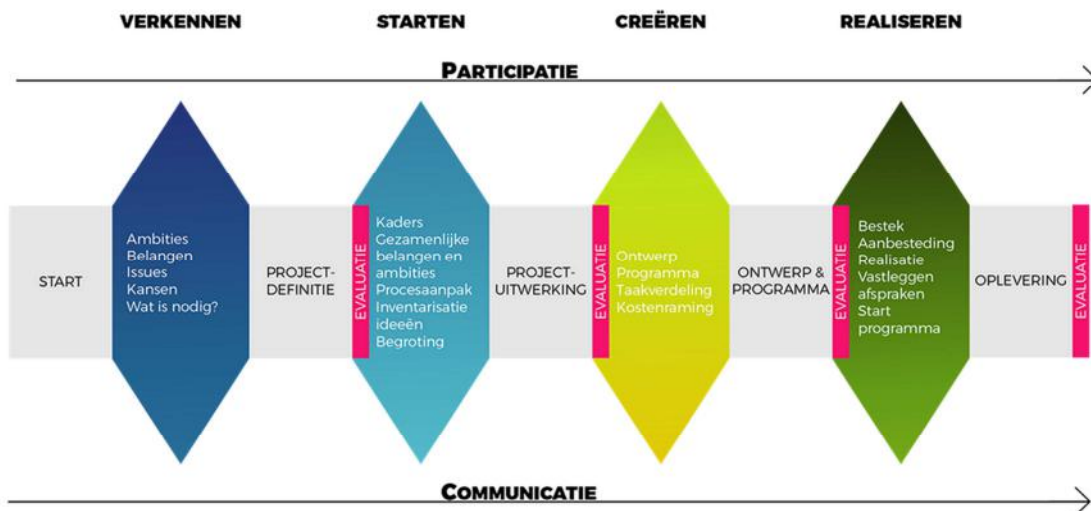 VERKENNEN STARTEN CREËREN REALISEREN
PARTICIPATIE
START
Ambities
Belangen
Issues
Kansen
Wat is nodig?
PROJECT-
DEFINITIE
EVALUATIE
Kaders
Gezamenlijke
belangen en
ambities
Procesaanpak
Inventarisatie
ideeën
Begroting
PROJECT-
UITWERKING
EVALUATIE
Ontwerp
Programma
Taakverdeling
Kostenraming
ONTWERP &
PROGRAMMA
EVALUATIE
Bestek
Aanbesteding
Realisatie
Vastleggen
afspraken
Start
programma
OPLEVERING
EVALUATIE
COMMUNICATIE